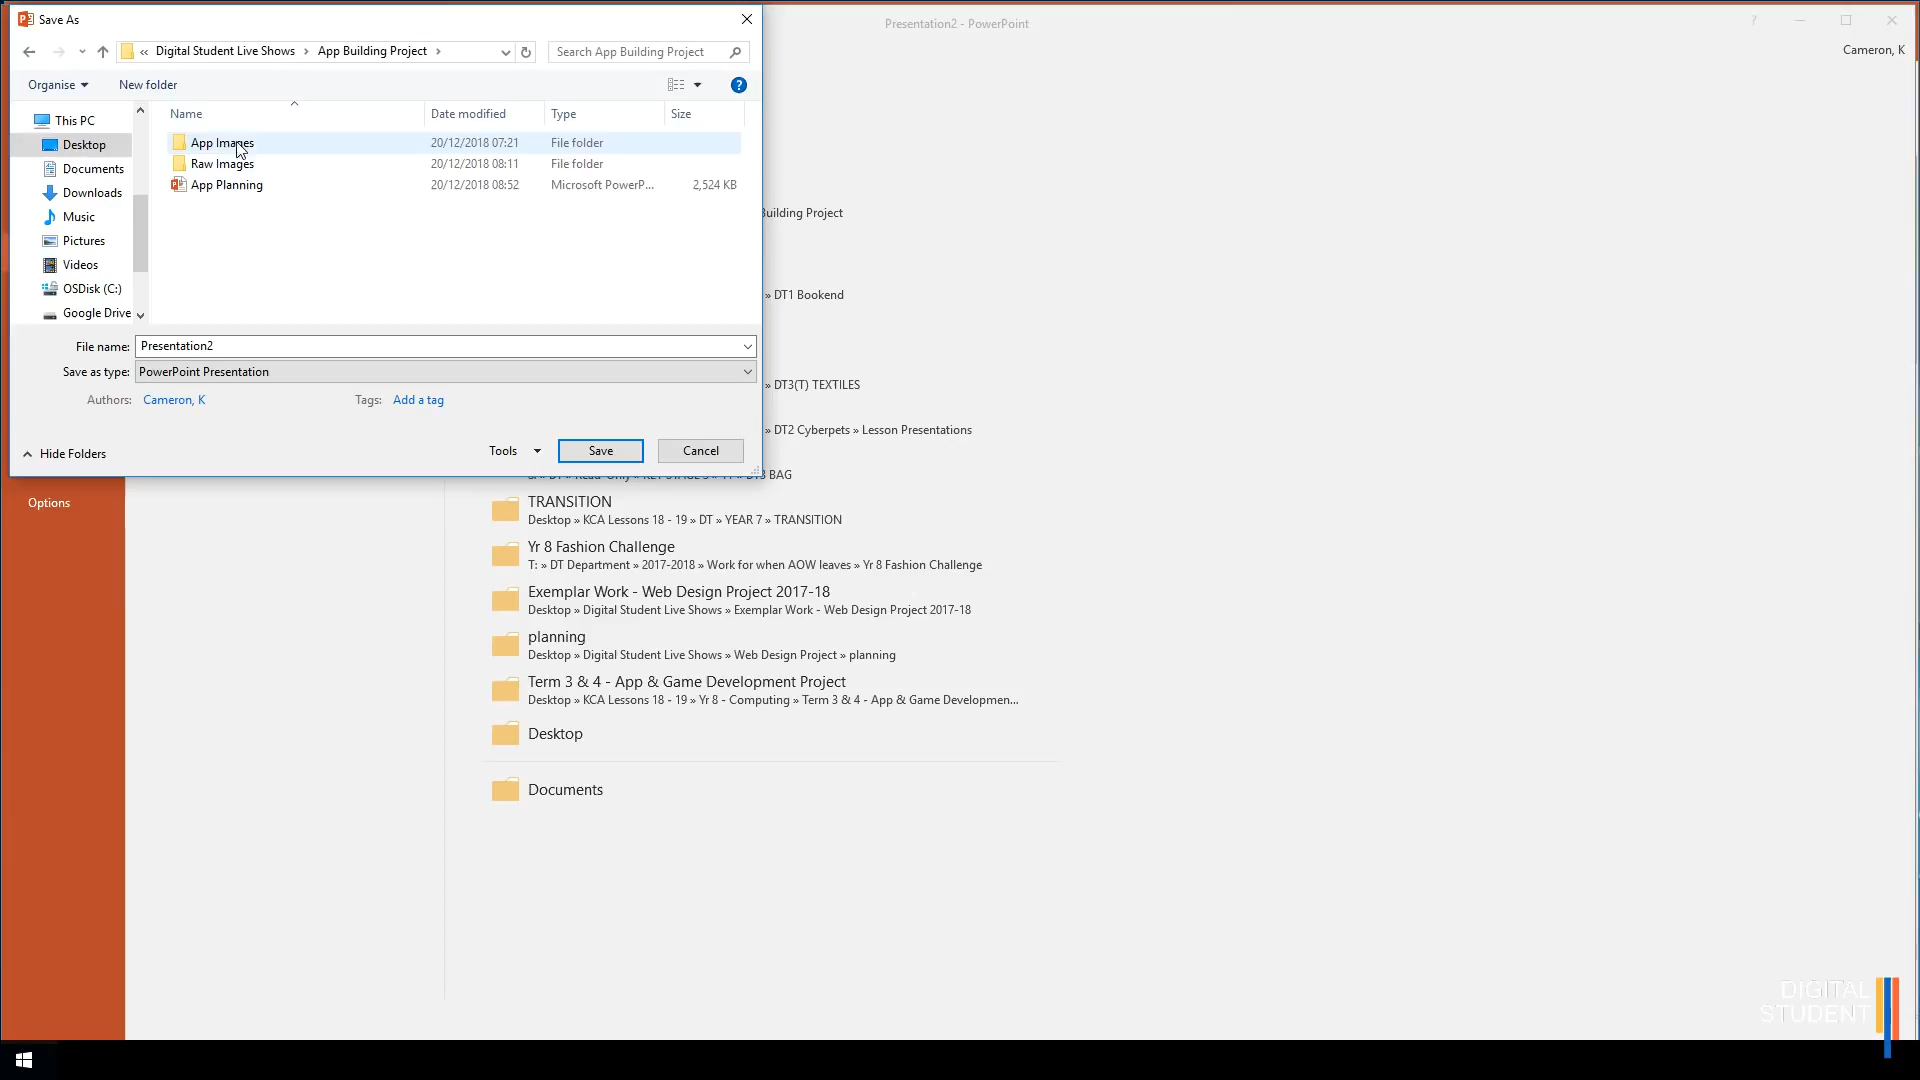 Save As
Presentation2 - PowerPoint
Cameron, K
« Digital Student Live Shows > App Building Project >
Search App Building Project
Organise
New folder
Name
Date modified
Type
Size
This PC
Desktop
Documents
Downloads
Music
Pictures
Videos
OSDisk (C:)
Google Drive
App Images 20/12/2018 07:21 File folder
Raw Images 20/12/2018 08:11 File folder
App Planning 20/12/2018 08:52 Microsoft PowerP... 2,524 KB
File name: Presentation2
Save as type: PowerPoint Presentation
Authors: Cameron, K
Tags: Add a tag
Hide Folders
Tools
Save
Cancel
Options
Building Project
» DT1 Bookend
» DT3(T) TEXTILES
» DT2 Cyberpets » Lesson Presentations
BAG
TRANSITION
Desktop » KCA Lessons 18 - 19 » DT » YEAR 7 » TRANSITION
Yr 8 Fashion Challenge
T: » DT Department » 2017-2018 » Work for when AOW leaves » Yr 8 Fashion Challenge
Exemplar Work - Web Design Project 2017-18
Desktop » Digital Student Live Shows » Exemplar Work - Web Design Project 2017-18
planning
Desktop » Digital Student Live Shows » Web Design Project » planning
Term 3 & 4 - App & Game Development Project
Desktop » KCA Lessons 18 - 19 » Yr 8 - Computing » Term 3 & 4 - App & Game Developmen...
Desktop
Documents
DIGITAL
STUDENT